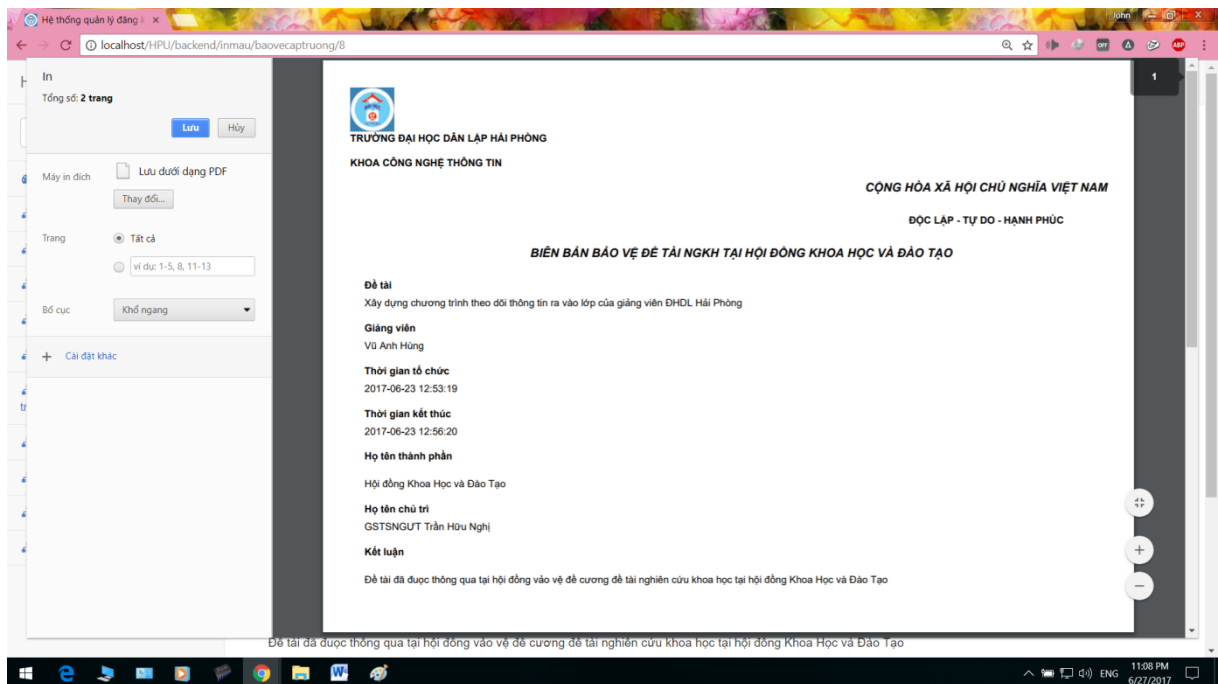 Hệ thống quản lý đăng k
John
localhost/HPU/backend/inmau/baovecaptruong/8
In
Tổng số: 2 trang
Lưu
Hủy
Máy in đích
Lưu dưới dạng PDF
Thay đổi...
Trang
Tất cả
ví dụ: 1-5, 8, 11-13
Bố cục
Khổ ngang
+ Cài đặt khác
1
TRƯỜNG ĐẠI HỌC DÂN LẬP HẢI PHÒNG
KHOA CÔNG NGHỆ THÔNG TIN
CỘNG HÒA XÃ HỘI CHỦ NGHĨA VIỆT NAM
ĐỘC LẬP - TỰ DO - HẠNH PHÚC
BIÊN BẢN BẢO VỆ ĐỀ TÀI NGKH TẠI HỘI ĐỒNG KHOA HỌC VÀ ĐÀO TẠO
Đề tài
Xây dựng chương trình theo dõi thông tin ra vào lớp của giảng viên ĐHDL Hải Phòng
Giảng viên
Vũ Anh Hùng
Thời gian tổ chức
2017-06-23 12:53:19
Thời gian kết thúc
2017-06-23 12:56:20
Họ tên thành phần
Hội đồng Khoa Học và Đào Tạo
Họ tên chủ trì
GSTSNGƯT Trần Hữu Nghị
Kết luận
Đề tài đã đuọc thông qua tại hội đồng vảo vệ đề cương đề tài nghiên cứu khoa học tại hội đồng Khoa Học và Đào Tạo
Đề tài đã đuọc thông qua tại hội đồng vảo vệ đề cương đề tài nghiên cứu khoa học tại hội đồng Khoa Học và Đào Tạo
ENG
11:08 PM
6/27/2017